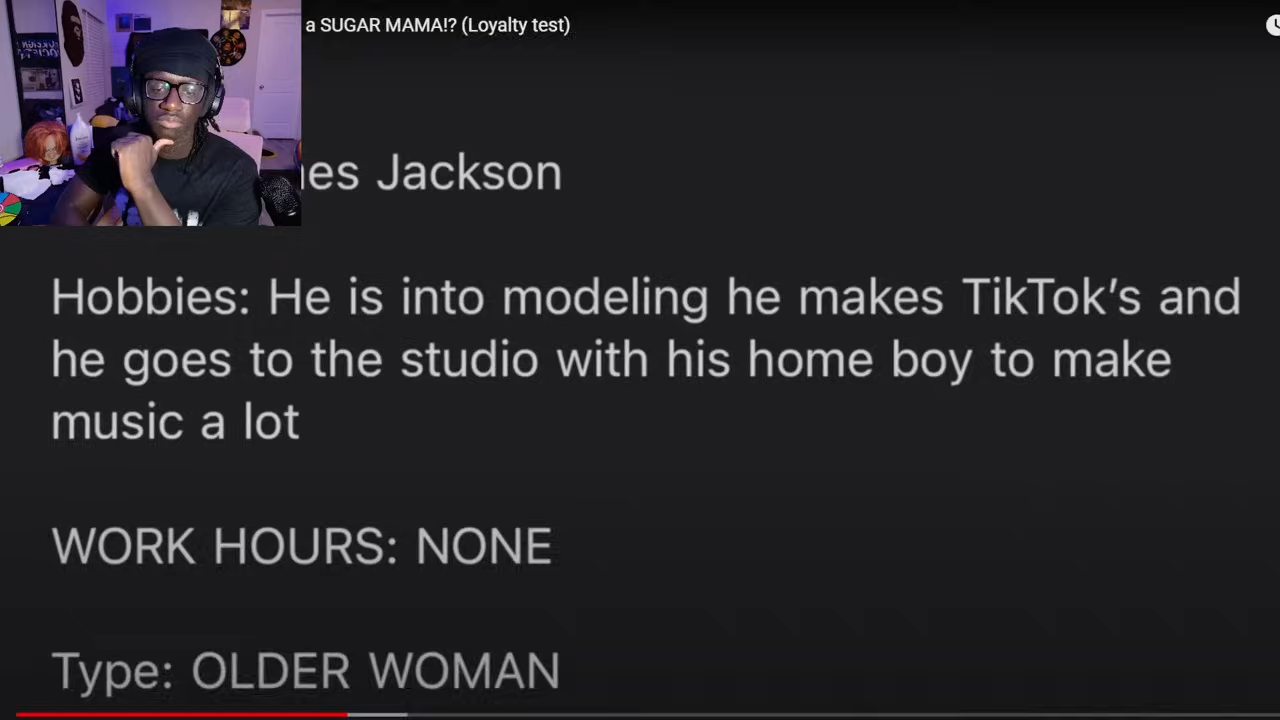 a SUGAR MAMA!? (Loyalty test)
Jackson
Hobbies: He is into modeling he makes TikTok’s and
he goes to the studio with his home boy to make
music a lot
WORK HOURS: NONE
Type: OLDER WOMAN